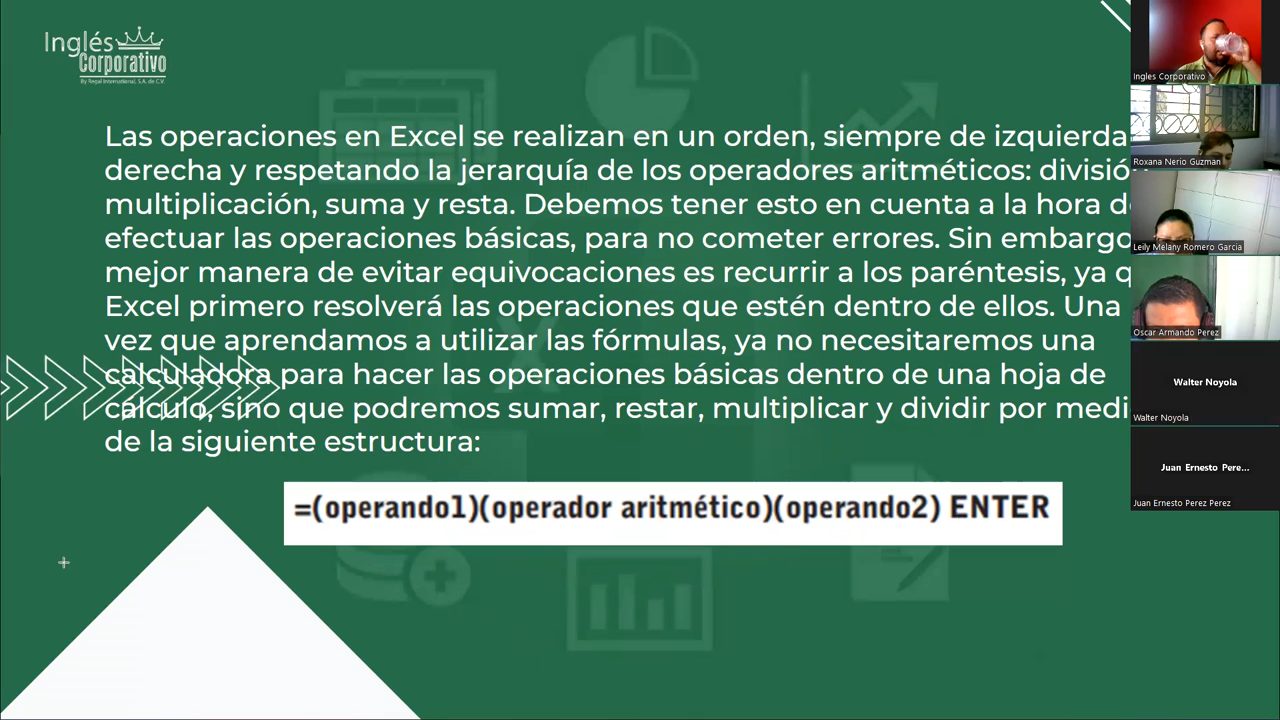 Inglés
Corporativo
By Repal International, S.A. de C.V.
Las operaciones en Excel se realizan en un orden, siempre de izquierda
derecha y respetando la jerarquía de los operadores aritméticos: división
multiplicación, suma y resta. Debemos tener esto en cuenta a la hora d
efectuar las operaciones básicas, para no cometer errores. Sin embargo
mejor manera de evitar equivocaciones es recurrir a los paréntesis, ya q
Excel primero resolverá las operaciones que estén dentro de ellos. Una
vez que aprendamos a utilizar las fórmulas, ya no necesitaremos una
calculadora para hacer las operaciones básicas dentro de una hoja de
cálculo, sino que podremos sumar, restar, multiplicar y dividir por medi
de la siguiente estructura:
=(operando1)(operador aritmético)(operando2) ENTER
Ingles Corporativo
Roxana Nerio Guzman
Leily Melany Romero Garcia
Oscar Armando Perez
Walter Noyola
Walter Noyola
Juan Ernesto Pere...
Juan Ernesto Perez Perez